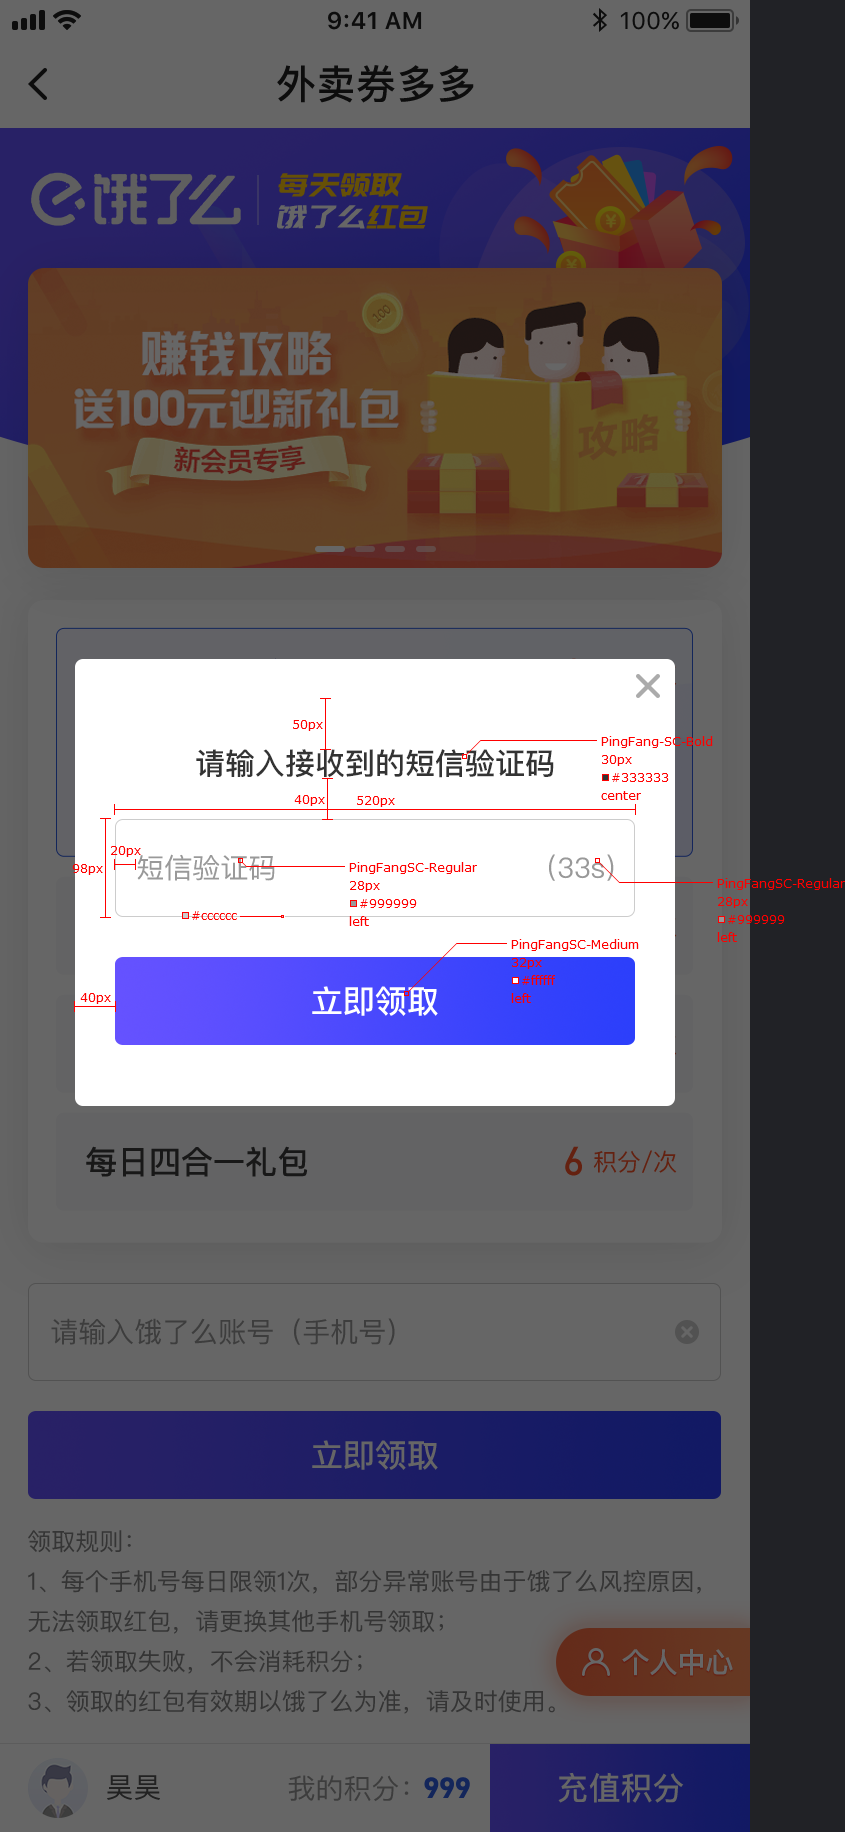 9:41 AM
100%
外卖券多多
饿了么
每天领取
饿了么红包
100
赚钱攻略
送100元迎新礼包
新会员专享
攻略
50px
请输入接收到的短信验证码
PingFang-SC-Bold
30px
#333333
center
40px
520px
98px
20px
短信验证码
(33s)
PingFangSC-Regular
28px
#999999
left
PingFangSC-Regular
28px
#999999
left
#cccccc
PingFangSC-Medium
32px
#ffffff
left
40px
立即领取
每日四合一礼包
6 积分/次
请输入饿了么账号（手机号）
立即领取
领取规则：
1、每个手机号每日限领1次，部分异常账号由于饿了么风控原因，
无法领取红包，请更换其他手机号领取；
2、若领取失败，不会消耗积分；
3、领取的红包有效期以饿了么为准，请及时使用。
个人中心
昊昊
我的积分：999
充值积分